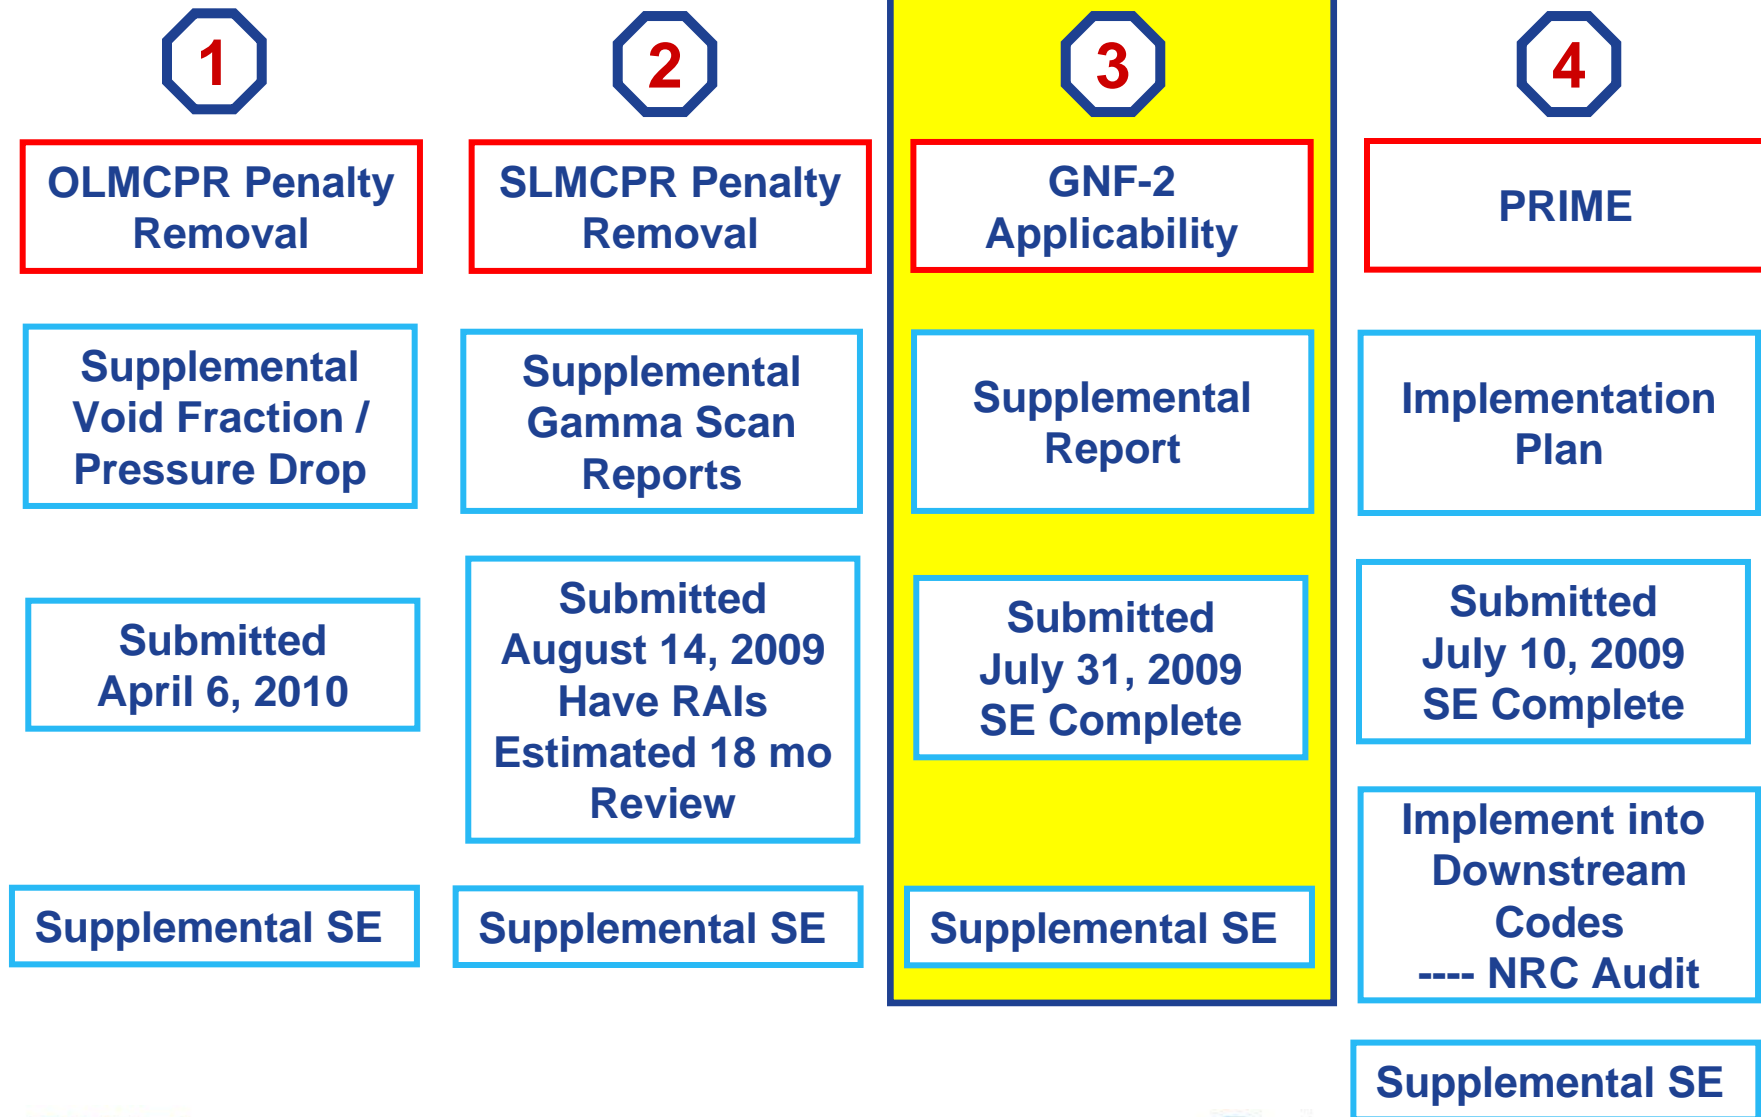 1
OLMCPR Penalty
Removal
Supplemental
Void Fraction /
Pressure Drop
Submitted
April 6, 2010
Supplemental SE
2
SLMCPR Penalty
Removal
Supplemental
Gamma Scan
Reports
Submitted
August 14, 2009
Have RAIs
Estimated 18 mo
Review
Supplemental SE
3
GNF-2
Applicability
Supplemental
Report
Submitted
July 31, 2009
SE Complete
Supplemental SE
4
PRIME
Implementation
Plan
Submitted
July 10, 2009
SE Complete
Implement into
Downstream
Codes
---- NRC Audit
Supplemental SE